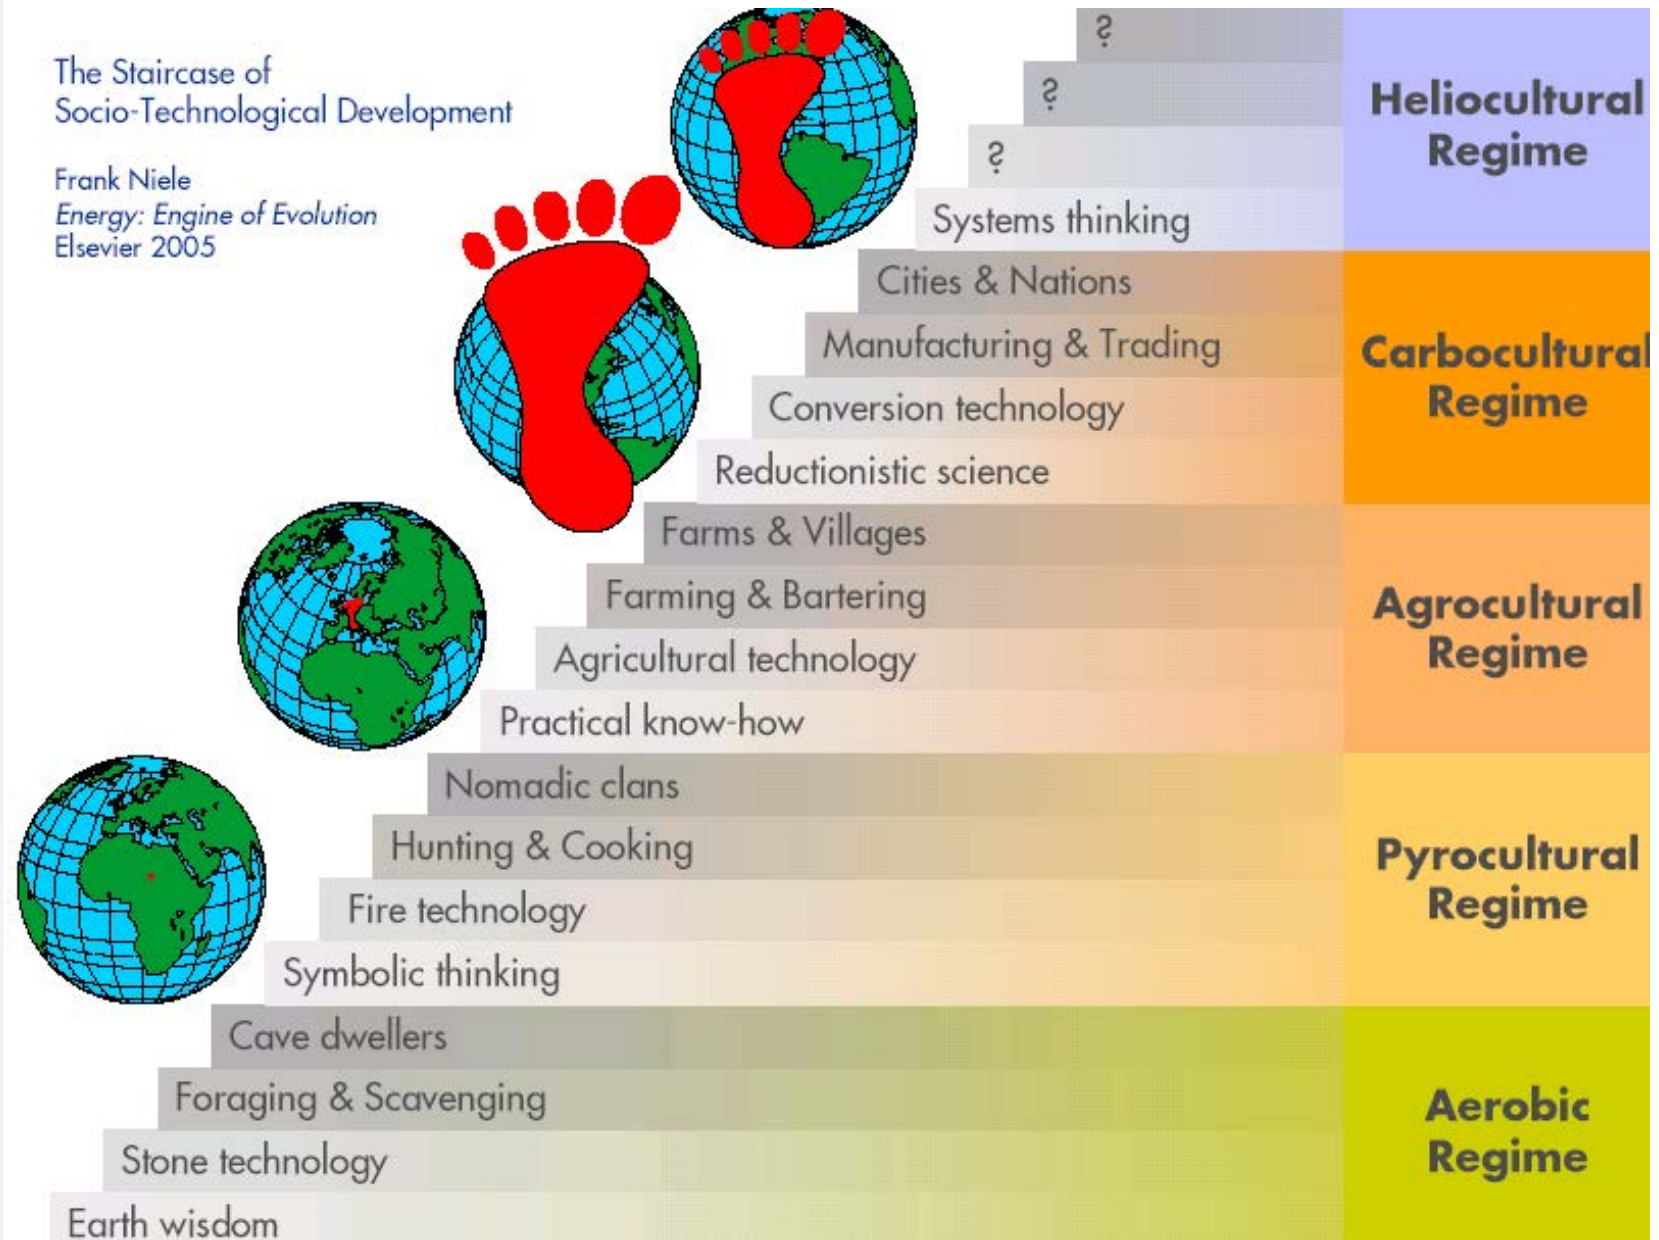 The Staircase of
Socio-Technological Development
Frank Niele
Energy: Engine of Evolution
Elsevier 2005
?
?
?
Systems thinking
Heliocultural
Regime
Cities & Nations
Manufacturing & Trading
Conversion technology
Reductionistic science
Carbocultural
Regime
Farms & Villages
Farming & Bartering
Agricultural technology
Practical know-how
Agrocultural
Regime
Nomadic clans
Hunting & Cooking
Fire technology
Symbolic thinking
Pyrocultural
Regime
Cave dwellers
Foraging & Scavenging
Stone technology
Earth wisdom
Aerobic
Regime